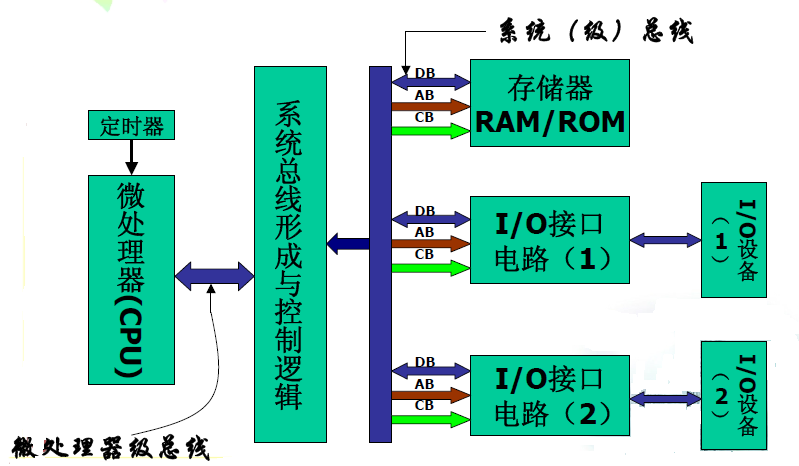 系统（级）总线
定时器
微处理器(CPU)
微处理器级总线
系统总线形成与控制逻辑
DB
AB
CB
存储器
RAM/ROM
DB
AB
CB
I/O接口
电路（1）
I/O设备
（1）
DB
AB
CB
I/O接口
电路（2）
I/O设备
（2）